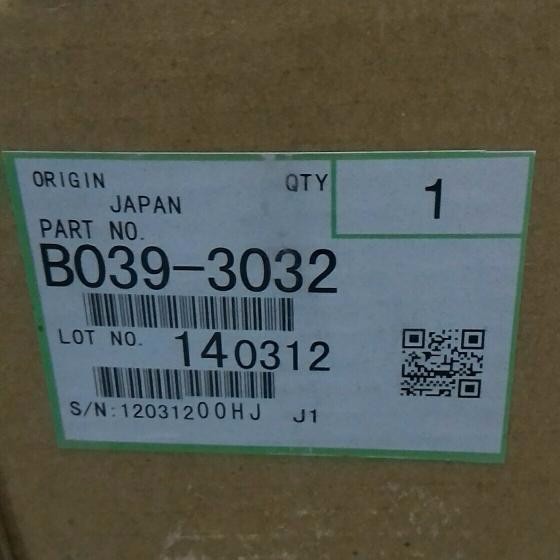 ORIGIN
JAPAN
QTY
1
PART NO.
B039-3032
LOT NO. 140312
S/N:12031200HJ J1